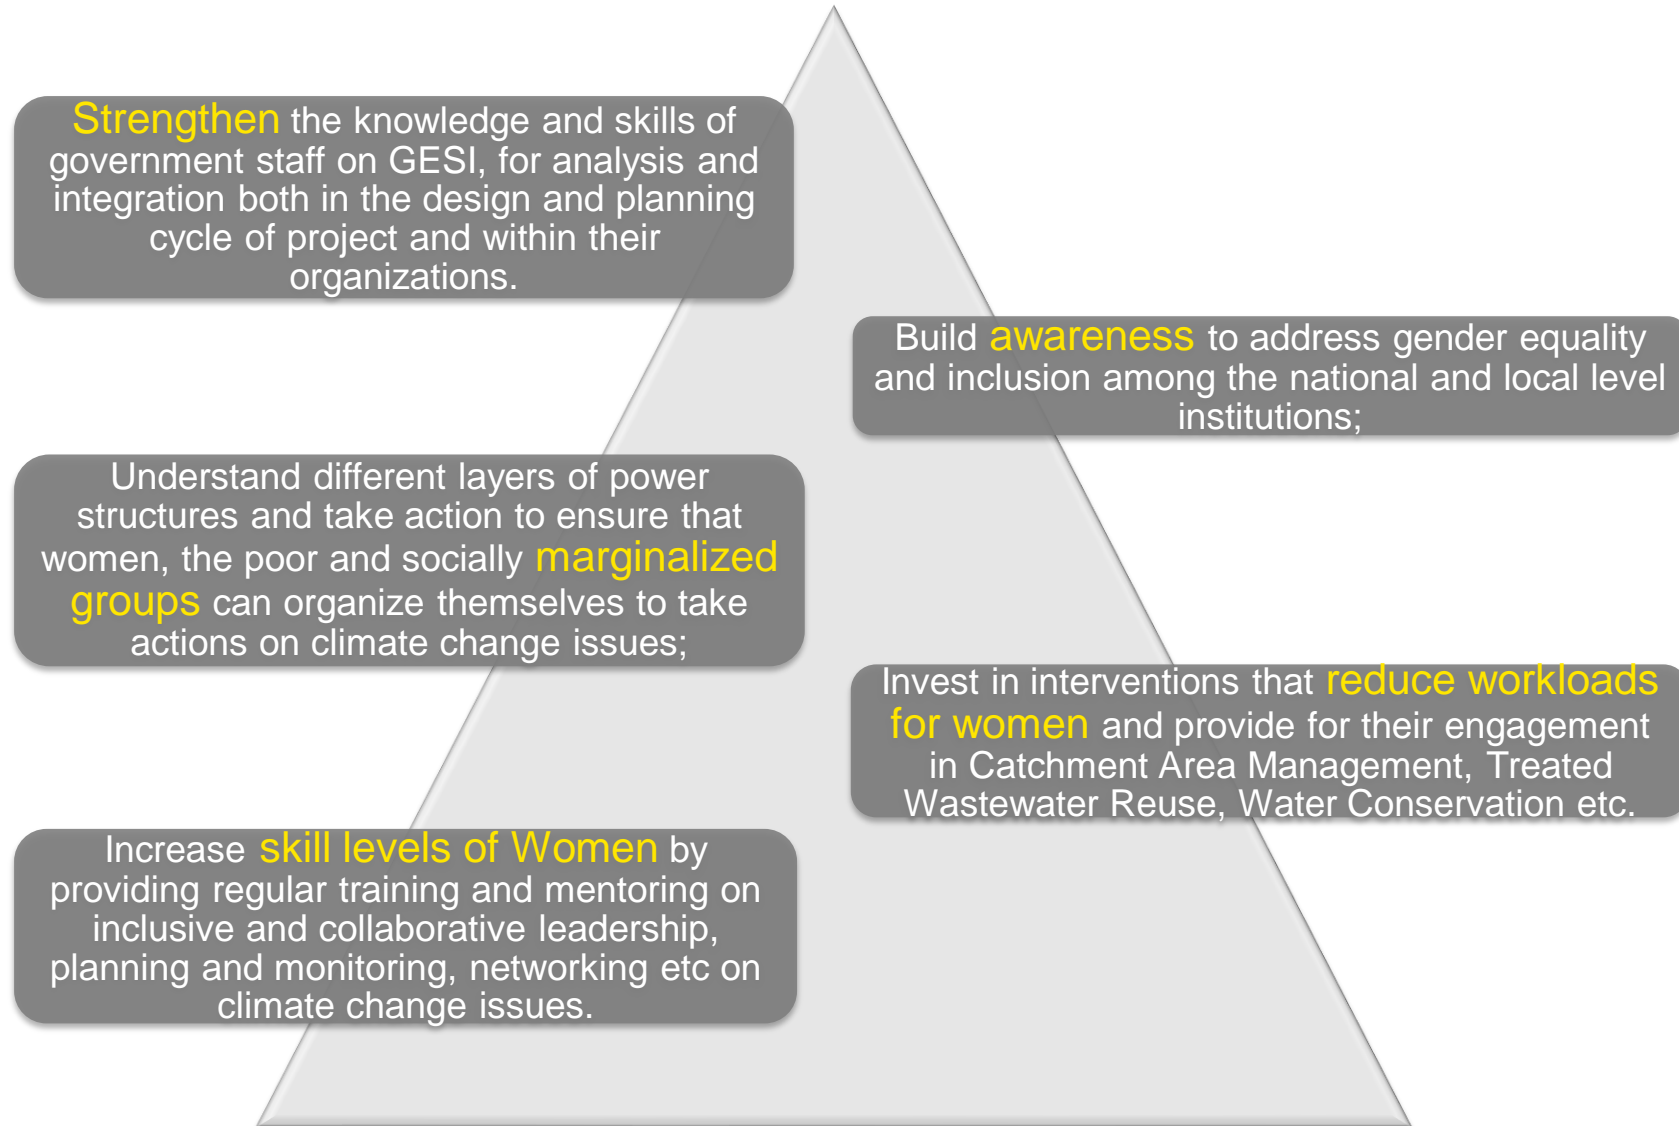 Strengthen the knowledge and skills of
government staff on GESI, for analysis and
integration both in the design and planning
cycle of project and within their
organizations.
Build awareness to address gender equality
and inclusion among the national and local level
institutions;
Understand different layers of power
structures and take action to ensure that
women, the poor and socially marginalized
groups can organize themselves to take
actions on climate change issues;
Invest in interventions that reduce workloads
for women and provide for their engagement
in Catchment Area Management, Treated
Wastewater Reuse, Water Conservation etc.
Increase skill levels of Women by
providing regular training and mentoring on
inclusive and collaborative leadership,
planning and monitoring, networking etc on
climate change issues.